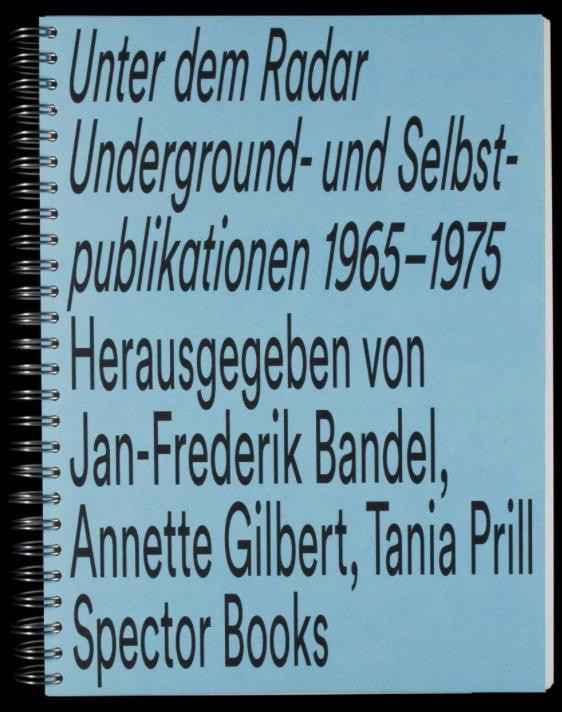 Unter dem Radar
Underground- und Selbst-
publikationen 1965–1975
Herausgegeben von
Jan-Frederik Bandel,
Annette Gilbert, Tania Prill
Spector Books